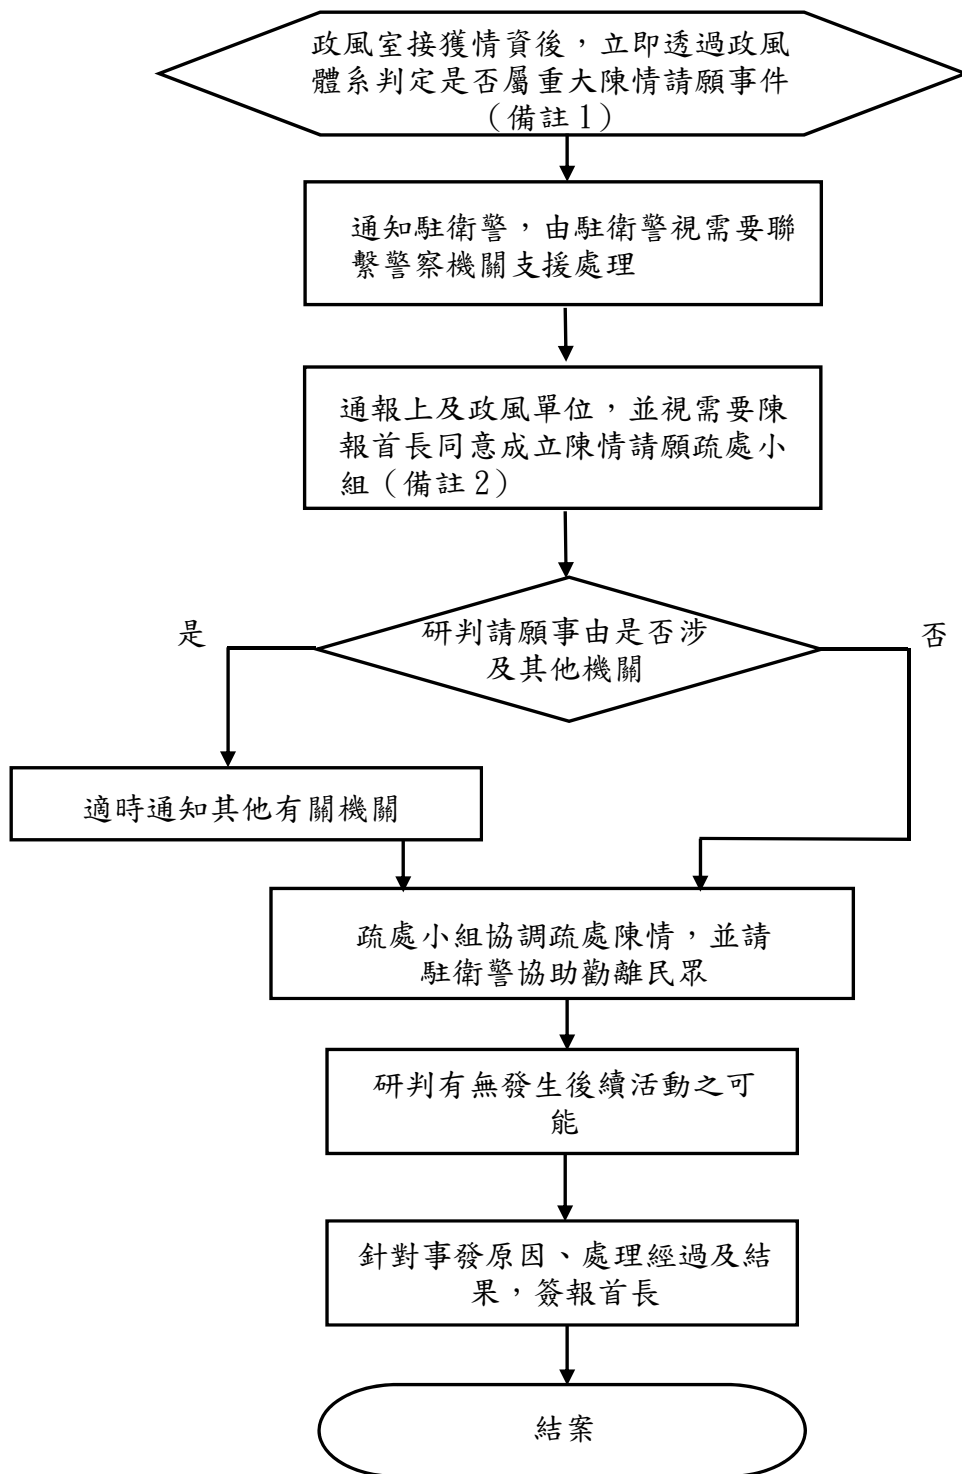 政風室接獲情資後，立即透過政風
體系判定是否屬重大陳情請願事件
（備註1）
通知駐衛警，由駐衛警視需要聯
繫警察機關支援處理
通報上及政風單位，並視需要陳
報首長同意成立陳情請願疏處小
組（備註2）
是
研判請願事由是否涉
及其他機關
否
適時通知其他有關機關
疏處小組協調疏處陳情，並請
駐衛警協助勸離民眾
研判有無發生後續活動之可
能
針對事發原因、處理經過及結
果，簽報首長
結案